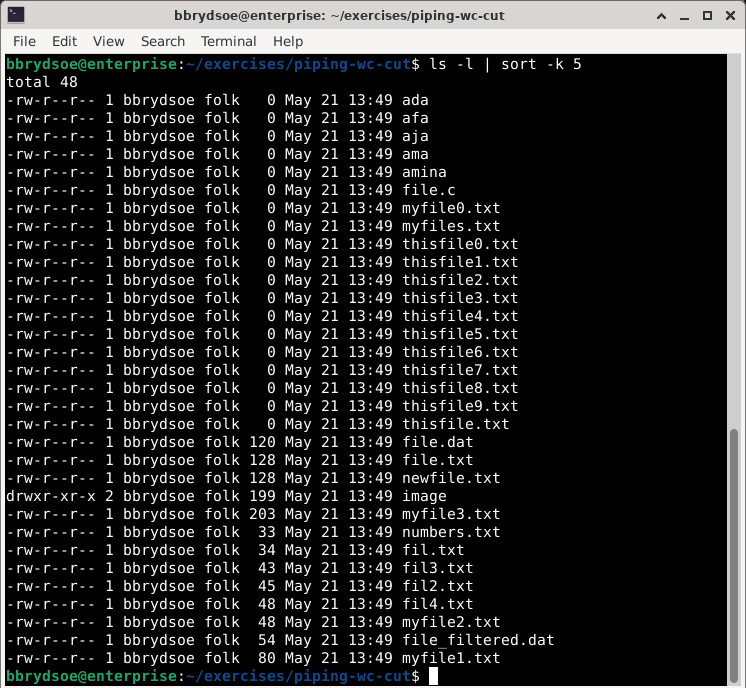 bbrydsoe@enterprise: ~/exercises/piping-wc-cut
File Edit View Search Terminal Help
bbrydsoe@enterprise:~/exercises/piping-wc-cut$ ls -l | sort -k 5
total 48
-rw-r--r-- 1 bbrydsoe folk   0 May 21 13:49 ada
-rw-r--r-- 1 bbrydsoe folk   0 May 21 13:49 afa
-rw-r--r-- 1 bbrydsoe folk   0 May 21 13:49 aja
-rw-r--r-- 1 bbrydsoe folk   0 May 21 13:49 ama
-rw-r--r-- 1 bbrydsoe folk   0 May 21 13:49 amina
-rw-r--r-- 1 bbrydsoe folk   0 May 21 13:49 file.c
-rw-r--r-- 1 bbrydsoe folk   0 May 21 13:49 myfile0.txt
-rw-r--r-- 1 bbrydsoe folk   0 May 21 13:49 myfiles.txt
-rw-r--r-- 1 bbrydsoe folk   0 May 21 13:49 thisfile0.txt
-rw-r--r-- 1 bbrydsoe folk   0 May 21 13:49 thisfile1.txt
-rw-r--r-- 1 bbrydsoe folk   0 May 21 13:49 thisfile2.txt
-rw-r--r-- 1 bbrydsoe folk   0 May 21 13:49 thisfile3.txt
-rw-r--r-- 1 bbrydsoe folk   0 May 21 13:49 thisfile4.txt
-rw-r--r-- 1 bbrydsoe folk   0 May 21 13:49 thisfile5.txt
-rw-r--r-- 1 bbrydsoe folk   0 May 21 13:49 thisfile6.txt
-rw-r--r-- 1 bbrydsoe folk   0 May 21 13:49 thisfile7.txt
-rw-r--r-- 1 bbrydsoe folk   0 May 21 13:49 thisfile8.txt
-rw-r--r-- 1 bbrydsoe folk   0 May 21 13:49 thisfile9.txt
-rw-r--r-- 1 bbrydsoe folk   0 May 21 13:49 thisfile.txt
-rw-r--r-- 1 bbrydsoe folk 120 May 21 13:49 file.dat
-rw-r--r-- 1 bbrydsoe folk 128 May 21 13:49 file.txt
-rw-r--r-- 1 bbrydsoe folk 128 May 21 13:49 newfile.txt
drwxr-xr-x 2 bbrydsoe folk 199 May 21 13:49 image
-rw-r--r-- 1 bbrydsoe folk 203 May 21 13:49 myfile3.txt
-rw-r--r-- 1 bbrydsoe folk  33 May 21 13:49 numbers.txt
-rw-r--r-- 1 bbrydsoe folk  34 May 21 13:49 fil.txt
-rw-r--r-- 1 bbrydsoe folk  43 May 21 13:49 fil3.txt
-rw-r--r-- 1 bbrydsoe folk  45 May 21 13:49 fil2.txt
-rw-r--r-- 1 bbrydsoe folk  48 May 21 13:49 fil4.txt
-rw-r--r-- 1 bbrydsoe folk  48 May 21 13:49 myfile2.txt
-rw-r--r-- 1 bbrydsoe folk  54 May 21 13:49 file_filtered.dat
-rw-r--r-- 1 bbrydsoe folk  80 May 21 13:49 myfile1.txt
bbrydsoe@enterprise:~/exercises/piping-wc-cut$